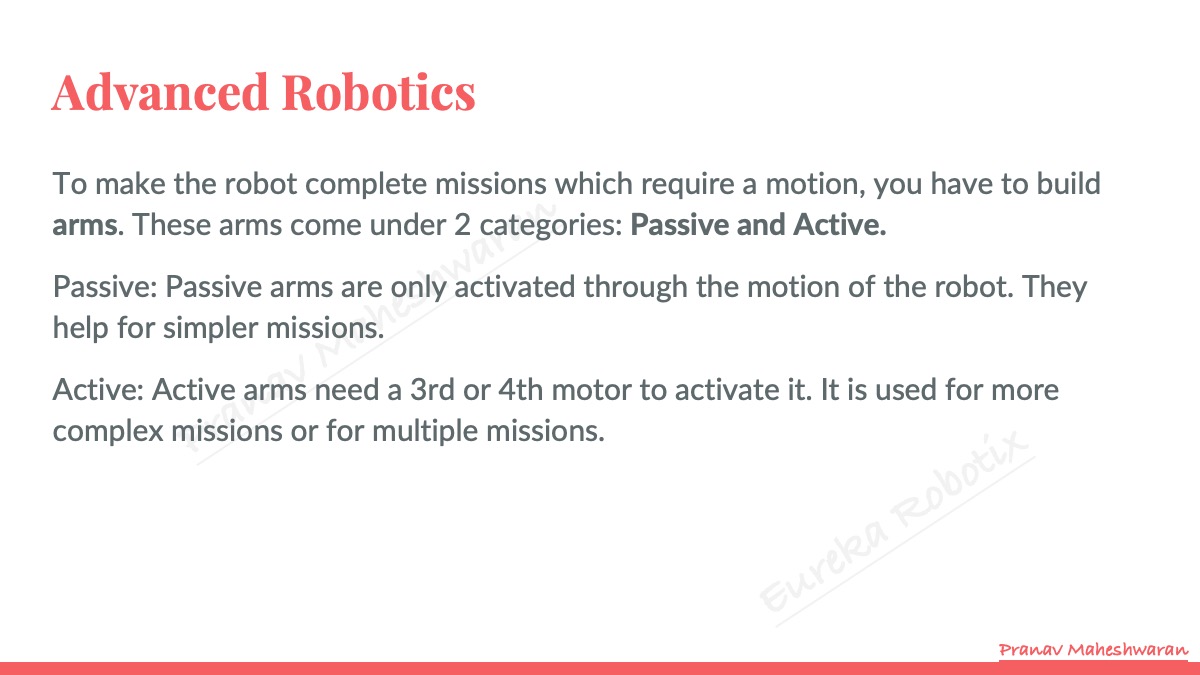 Advanced Robotics
To make the robot complete missions which require a motion, you have to build
arms. These arms come under 2 categories: Passive and Active.
Passive: Passive arms are only activated through the motion of the robot. They
help for simpler missions.
Active: Active arms need a 3rd or 4th motor to activate it. It is used for more
complex missions or for multiple missions.
Pranav Maheshwaran
Eureka Robotix
Pranav Maheshwaran